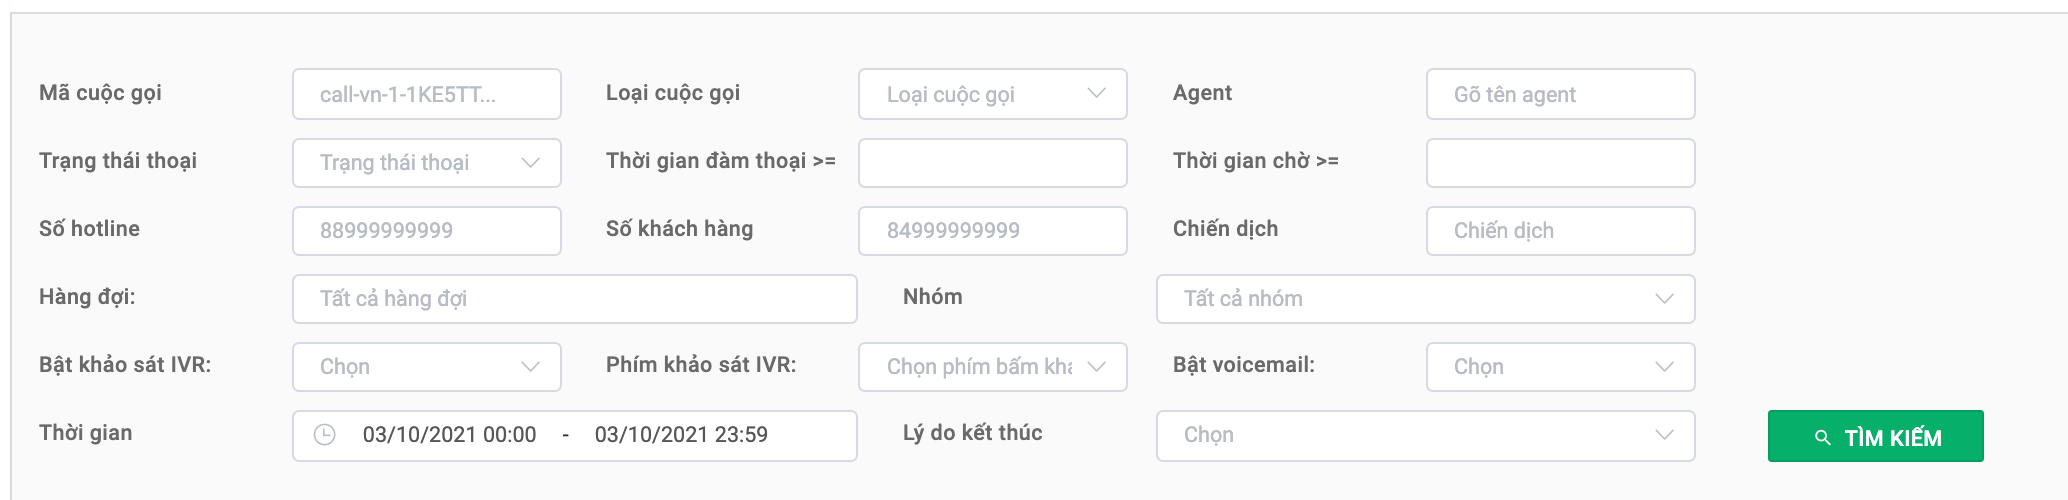 Mã cuộc gọi call-vn-1-1KE5TT... Loại cuộc gọi Loại cuộc gọi Agent Gõ tên agent
Trạng thái thoại Trạng thái thoại Thời gian đàm thoại >= Thời gian chờ >=
Số hotline 88999999999 Số khách hàng 84999999999 Chiến dịch Chiến dịch
Hàng đợi: Tất cả hàng đợi Nhóm Tất cả nhóm
Bật khảo sát IVR: Chọn Phím khảo sát IVR: Chọn phím bấm khả Bật voicemail: Chọn
Thời gian 03/10/2021 00:00 - 03/10/2021 23:59 Lý do kết thúc Chọn TÌM KIẾM